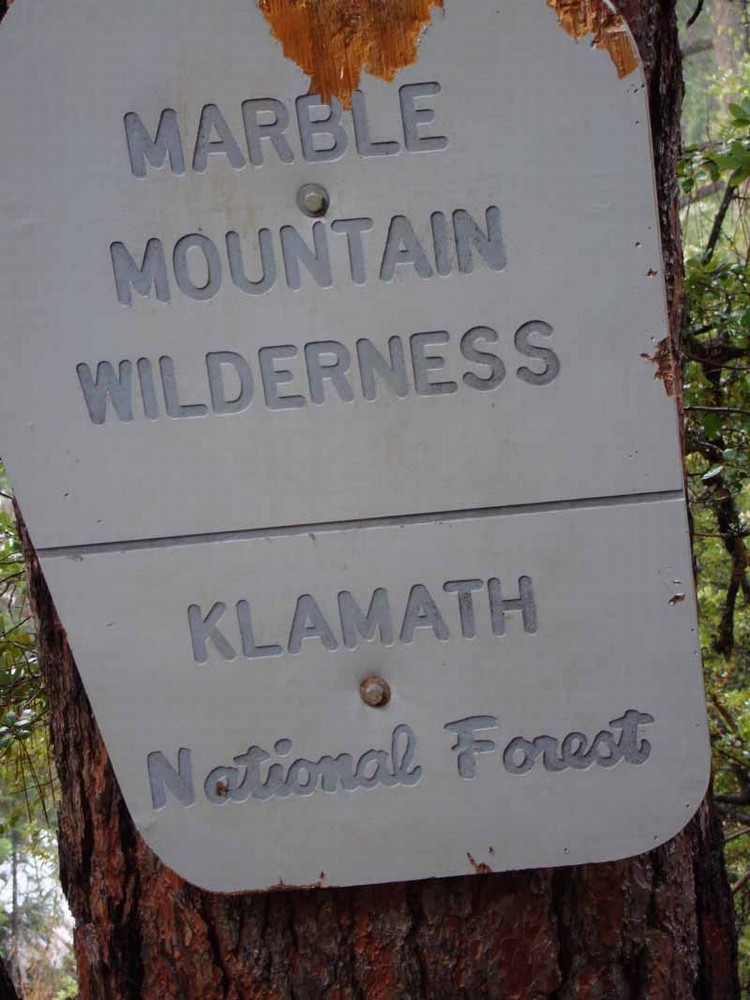 MARBLE
MOUNTAIN
WILDERNESS
KLAMATH
National Forest